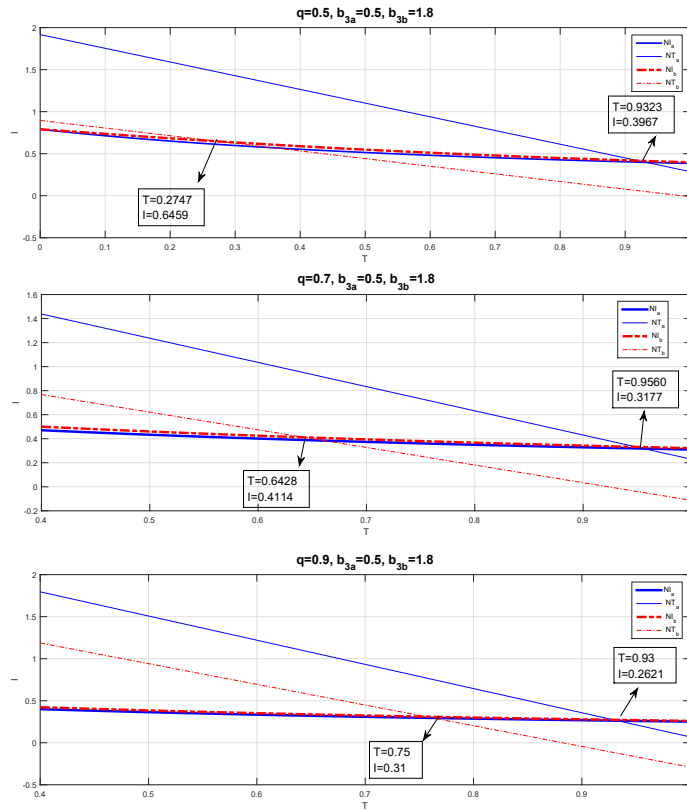 q=0.5, b3a=0.5, b3b=1.8
2
1.5
1
0.5
0
-0.5
I
0
0.1
0.2
0.3
0.4
0.5
0.6
0.7
0.8
0.9
T
NIa
NTa
NIb
NTb
T=0.9323
I=0.3967
T=0.2747
I=0.6459
q=0.7, b3a=0.5, b3b=1.8
1.6
1.4
1.2
1
0.8
0.6
0.4
0.2
0
-0.2
I
0.4
0.5
0.6
0.7
0.8
0.9
T
NIa
NTa
NIb
NTb
T=0.9560
I=0.3177
T=0.6428
I=0.4114
q=0.9, b3a=0.5, b3b=1.8
2
1.5
1
0.5
0
-0.5
I
0.4
0.5
0.6
0.7
0.8
0.9
T
NIa
NTa
NIb
NTb
T=0.93
I=0.2621
T=0.75
I=0.31